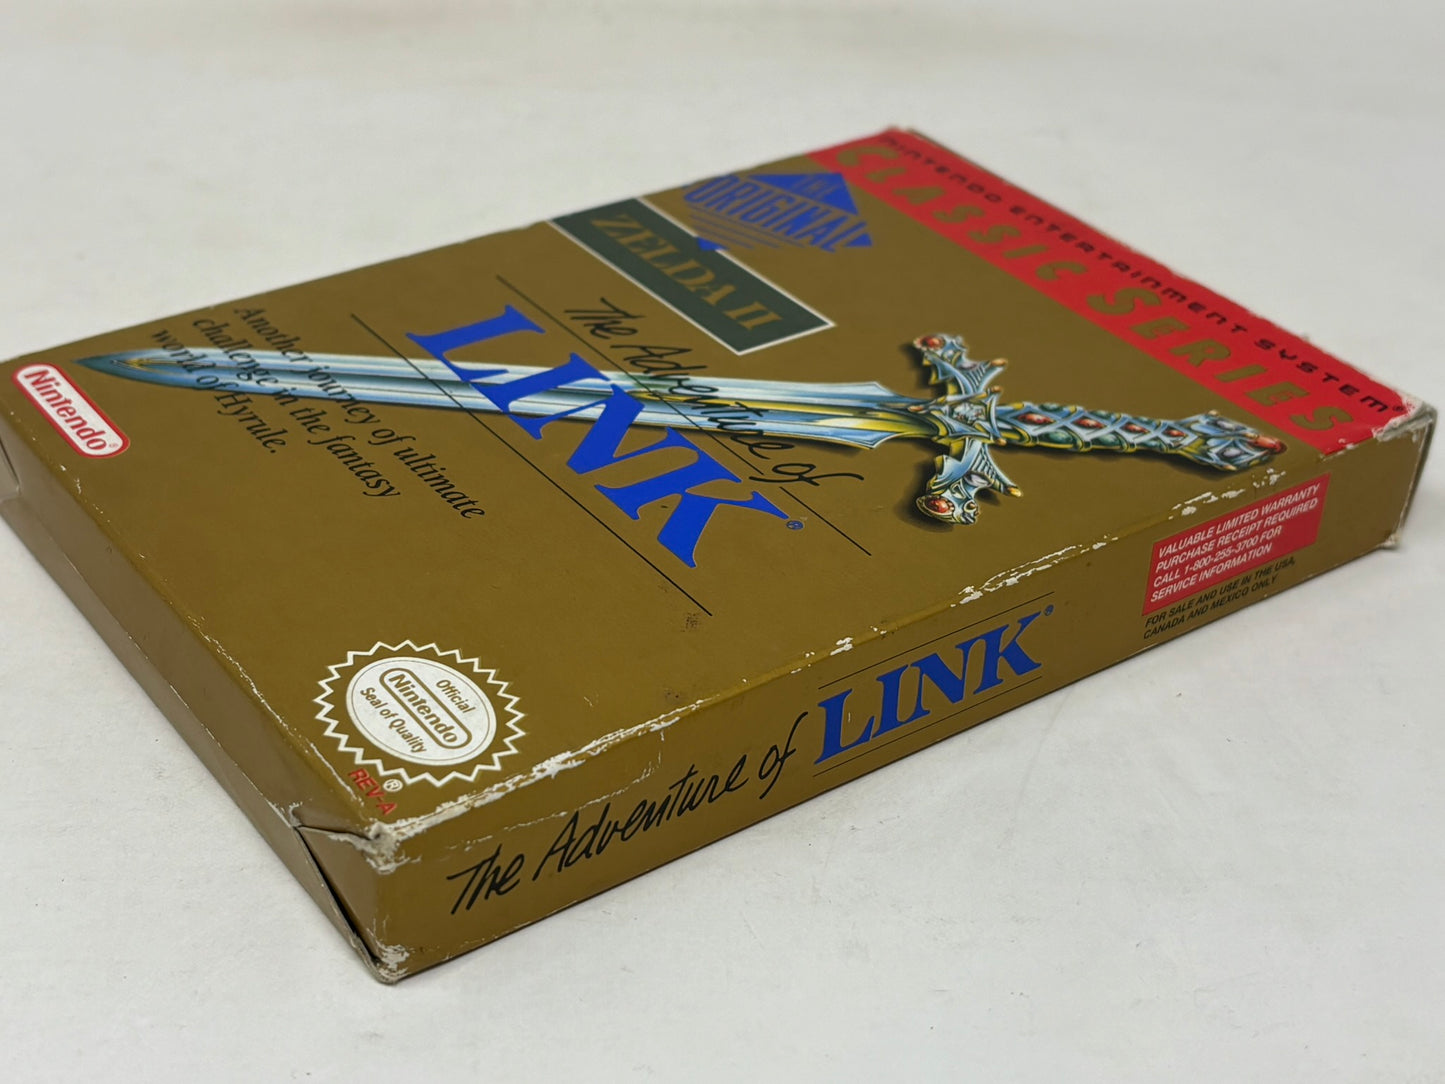 NINTENDO ENTERTAINMENT SYSTEM®
CLASSIC SERIES
THE
ORIGINAL
ZELDA II
The Adventure of
LINK®
Another journey of ultimate
challenge in the fantasy
world of Hyrule.
Nintendo®
Official
Nintendo
Seal of Quality
®
REV-A
The Adventure of
LINK®
VALUABLE LIMITED WARRANTY
PURCHASE RECEIPT REQUIRED
CALL 1-800-255-3700 FOR
SERVICE INFORMATION
FOR SALE AND USE IN THE USA,
CANADA AND MEXICO ONLY